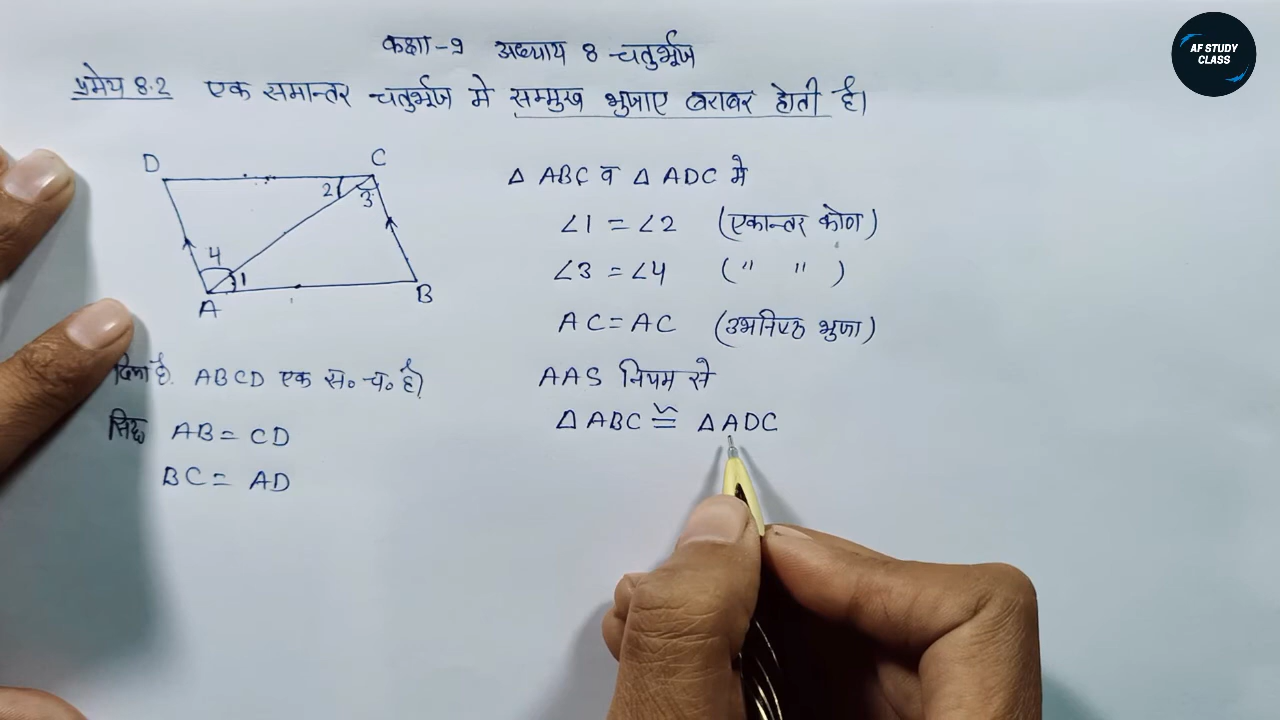 कक्षा-9 अध्याय 8 चतुर्भुज
प्रमेय 8.2 एक समान्तर चतुर्भुज मे सम्मुख भुजाए बराबर होती है।
AF STUDY
CLASS
D C
2 3
4 1
A B
दिया है. ABCD एक स० च० है।
सिद्ध AB = CD
BC = AD
Δ ABC व Δ ADC मे
∠1 = ∠2 (एकान्तर कोण)
∠3 = ∠4 (" ")
AC = AC (उभनिष्ठ भुजा)
AAS नियम से
Δ ABC ≅ Δ ADC